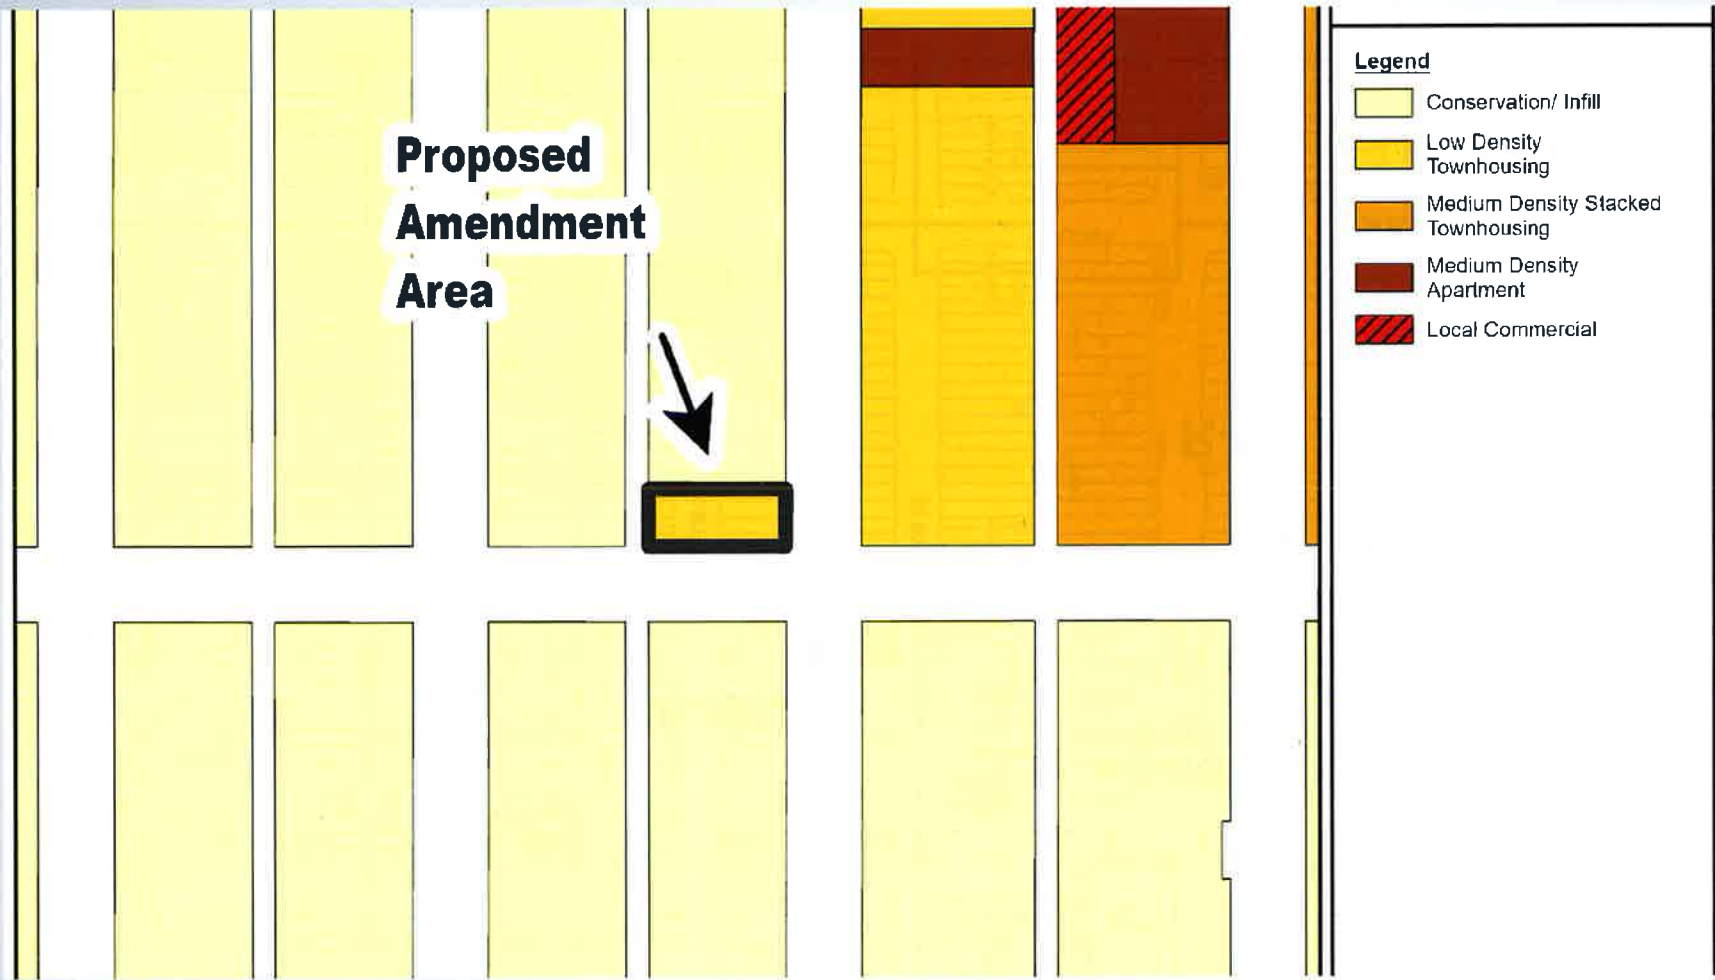 Proposed
Amendment
Area
Legend
Conservation/ Infill
Low Density
Townhousing
Medium Density Stacked
Townhousing
Medium Density
Apartment
Local Commercial